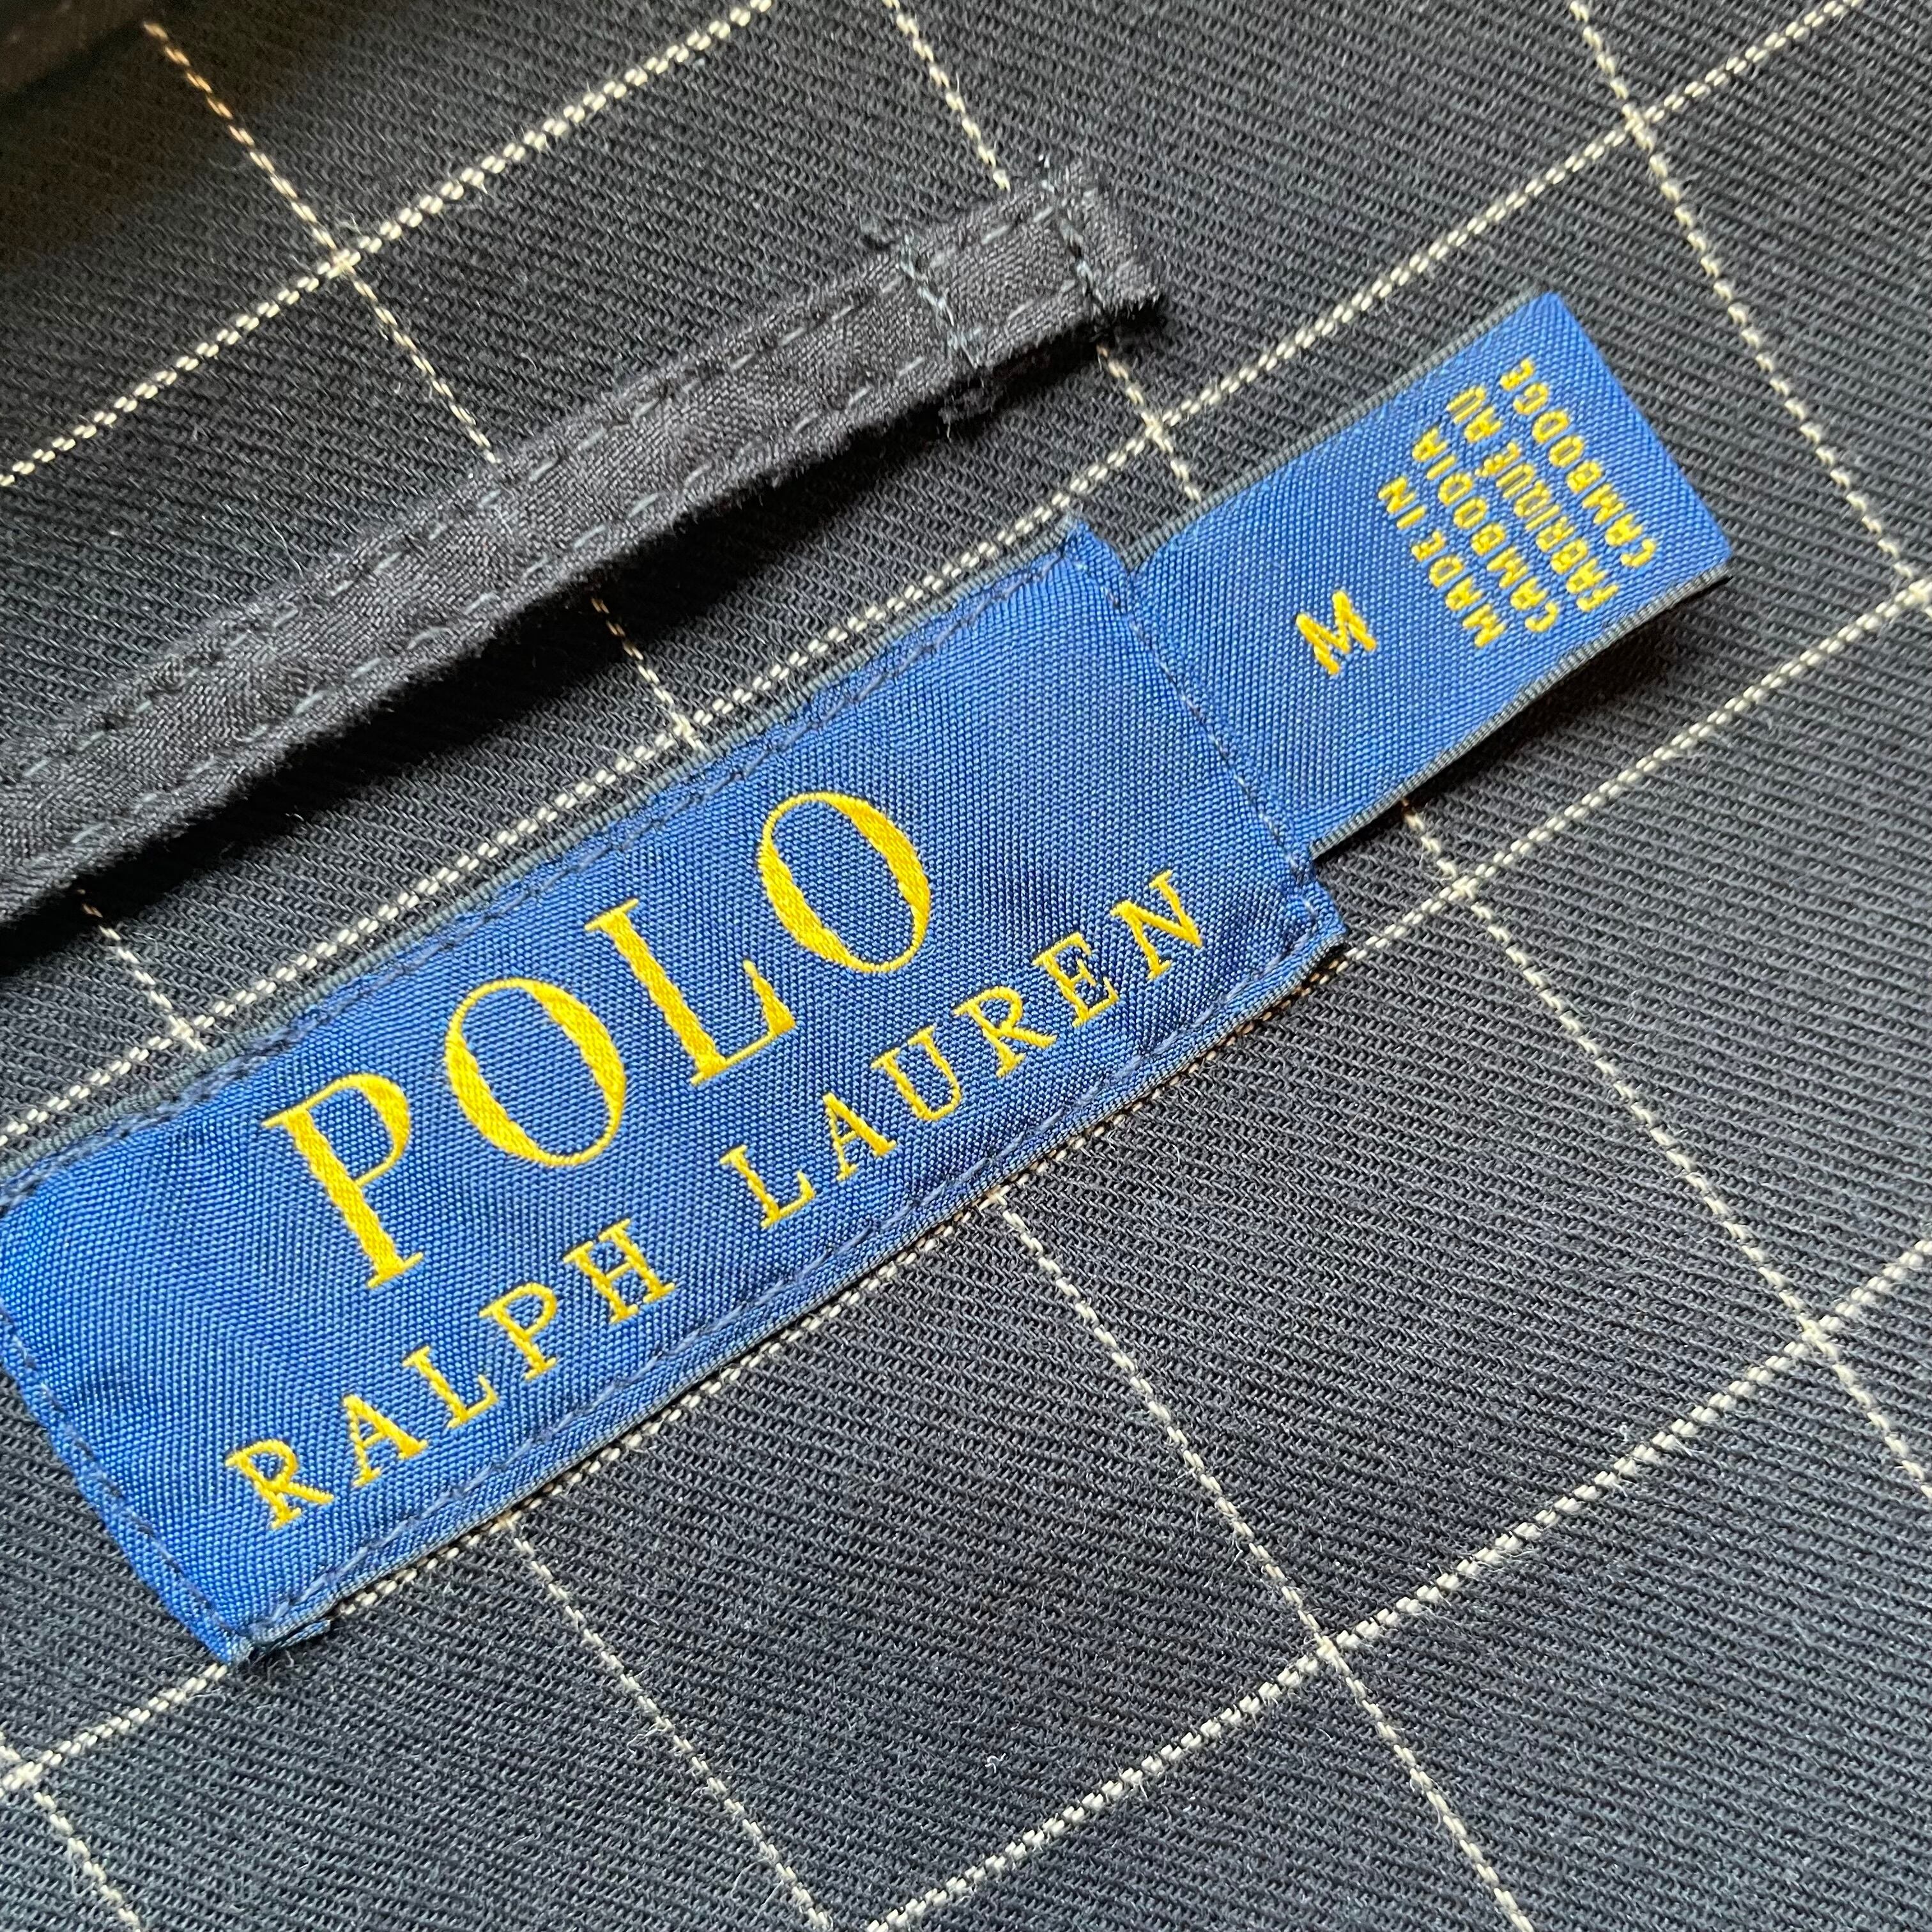 POLO
RALPH LAUREN
M
MADE IN
CAMBODIA
FABRIQUÉ AU
CAMBODGE